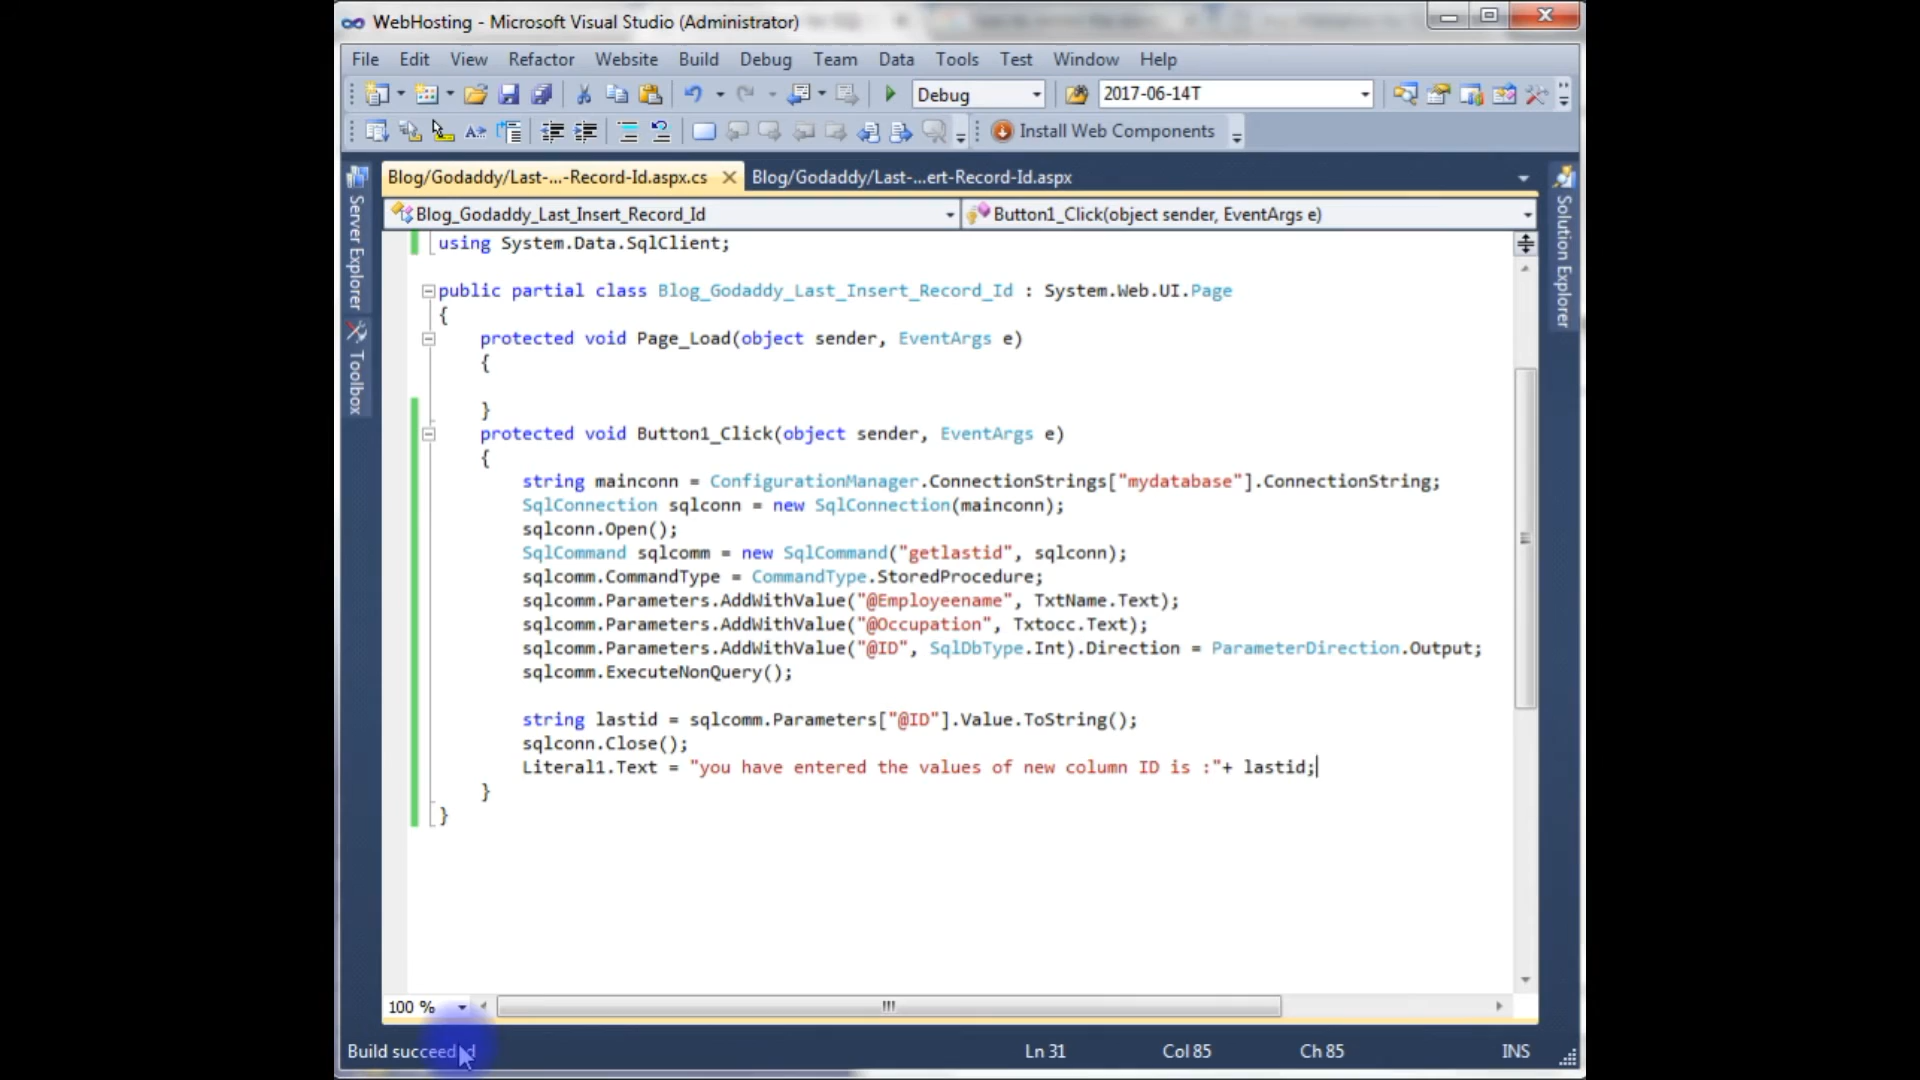 WebHosting - Microsoft Visual Studio (Administrator)
File Edit View Refactor Website Build Debug Team Data Tools Test Window Help
Debug 2017-06-14T
Install Web Components
Blog/Godaddy/Last-...-Record-Id.aspx.cs Blog/Godaddy/Last-...ert-Record-Id.aspx
Blog_Godaddy_Last_Insert_Record_Id Button1_Click(object sender, EventArgs e)
Server Explorer
Toolbox
Solution Explorer
using System.Data.SqlClient;
public partial class Blog_Godaddy_Last_Insert_Record_Id : System.Web.UI.Page
{
protected void Page_Load(object sender, EventArgs e)
{
}
protected void Button1_Click(object sender, EventArgs e)
{
string mainconn = ConfigurationManager.ConnectionStrings["mydatabase"].ConnectionString;
SqlConnection sqlconn = new SqlConnection(mainconn);
sqlconn.Open();
SqlCommand sqlcomm = new SqlCommand("getlastid", sqlconn);
sqlcomm.CommandType = CommandType.StoredProcedure;
sqlcomm.Parameters.AddWithValue("@Employeename", TxtName.Text);
sqlcomm.Parameters.AddWithValue("@Occupation", Txtocc.Text);
sqlcomm.Parameters.AddWithValue("@ID", SqlDbType.Int).Direction = ParameterDirection.Output;
sqlcomm.ExecuteNonQuery();
string lastid = sqlcomm.Parameters["@ID"].Value.ToString();
sqlconn.Close();
Literal1.Text = "you have entered the values of new column ID is :"+ lastid;
}
}
100 %
Build succeeded Ln 31 Col 85 Ch 85 INS